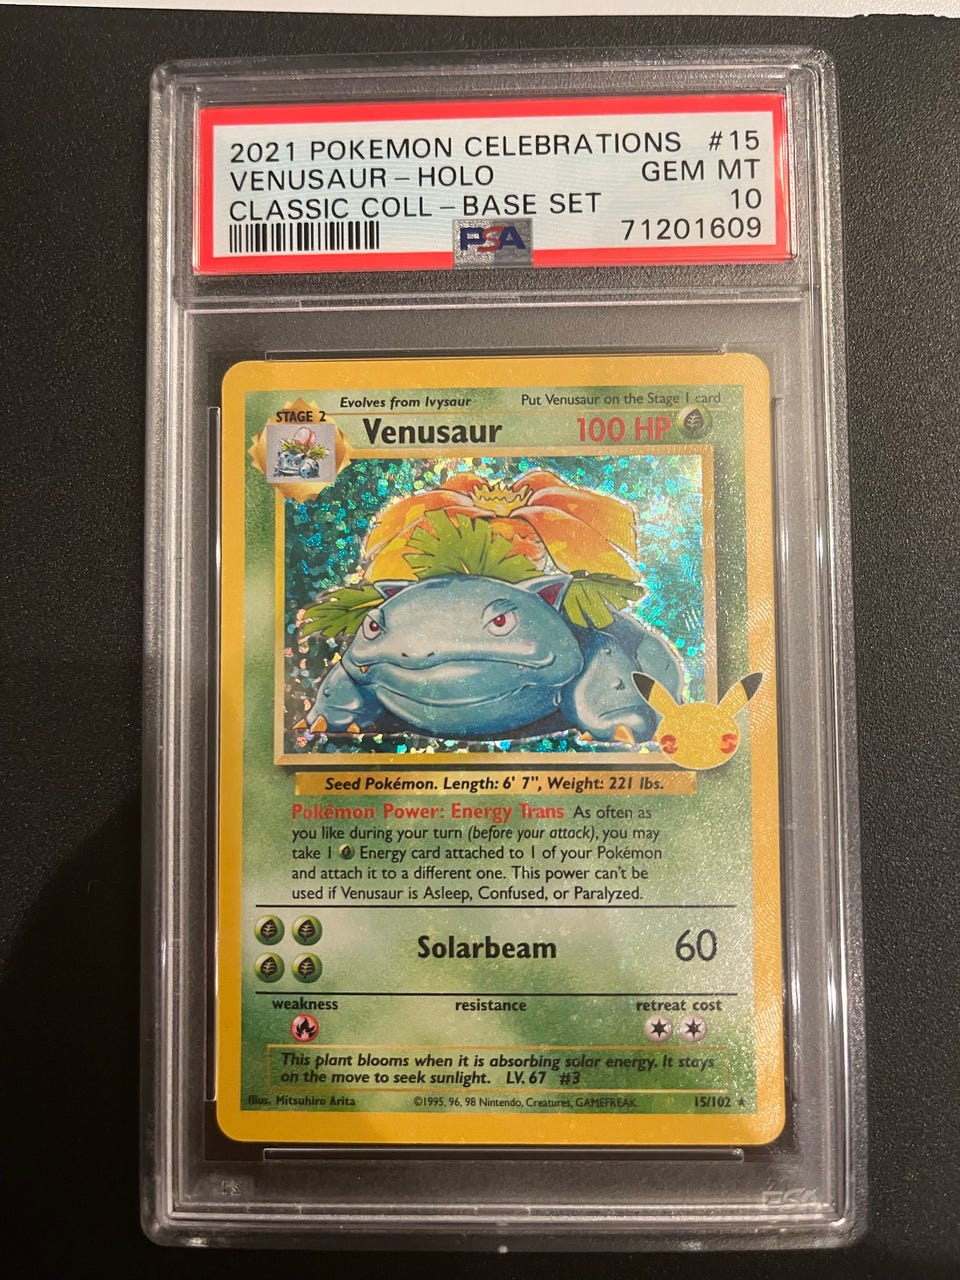 2021 POKEMON CELEBRATIONS #15
VENUSAUR - HOLO GEM MT
CLASSIC COLL - BASE SET 10
PSA 71201609
Evolves from Ivysaur Put Venusaur on the Stage 1 card
STAGE 2 Venusaur 100 HP
25
Seed Pokémon. Length: 6' 7", Weight: 221 lbs.
Pokémon Power: Energy Trans As often as
you like during your turn (before your attack), you may
take 1 Energy card attached to 1 of your Pokémon
and attach it to a different one. This power can't be
used if Venusaur is Asleep, Confused, or Paralyzed.
Solarbeam 60
weakness resistance retreat cost
This plant blooms when it is absorbing solar energy. It stays
on the move to seek sunlight. LV. 67 #3
Illus. Mitsuhiro Arita ©1995, 96, 98 Nintendo, Creatures, GAMEFREAK. 15/102 ★
PSA